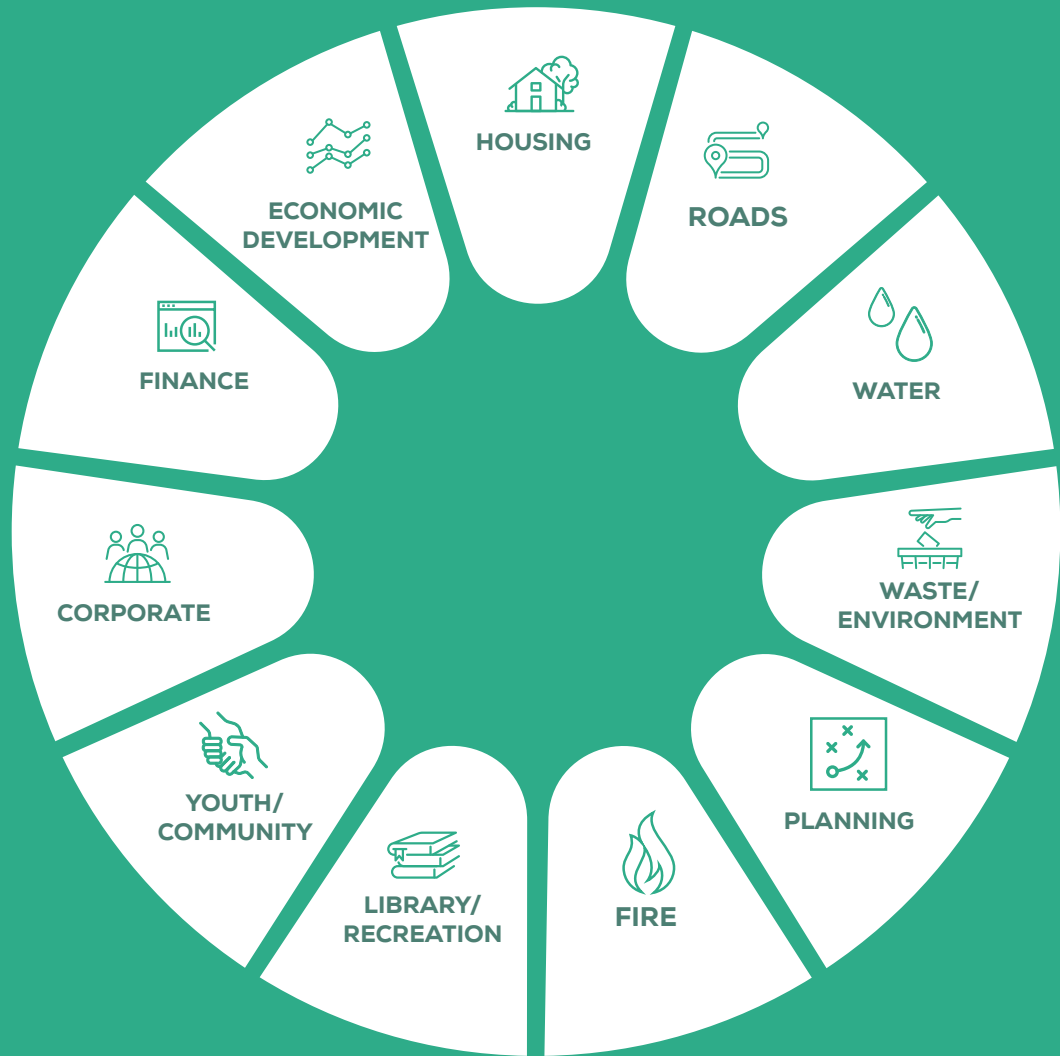 HOUSING
ROADS
WATER
WASTE/
ENVIRONMENT
PLANNING
FIRE
LIBRARY/
RECREATION
YOUTH/
COMMUNITY
CORPORATE
FINANCE
ECONOMIC
DEVELOPMENT